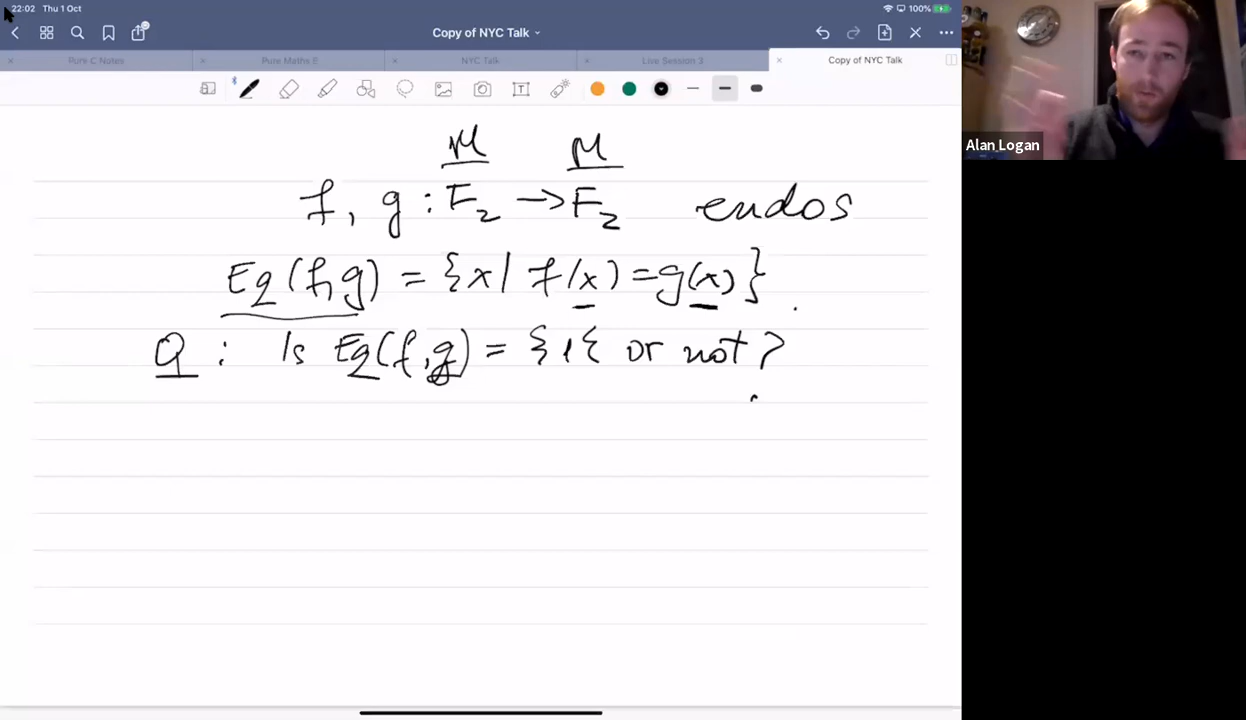 22:02 Thu 1 Oct
100%
Copy of NYC Talk
Pure C Notes
Pure Maths E
NYC Talk
Live Session 3
Copy of NYC Talk
Alan Logan
M M
f, g : F₂ → F₂ endos
Eq(f,g) = {x | f(x) = g(x)}.
Q : Is Eq(f,g) = {1{ or not?